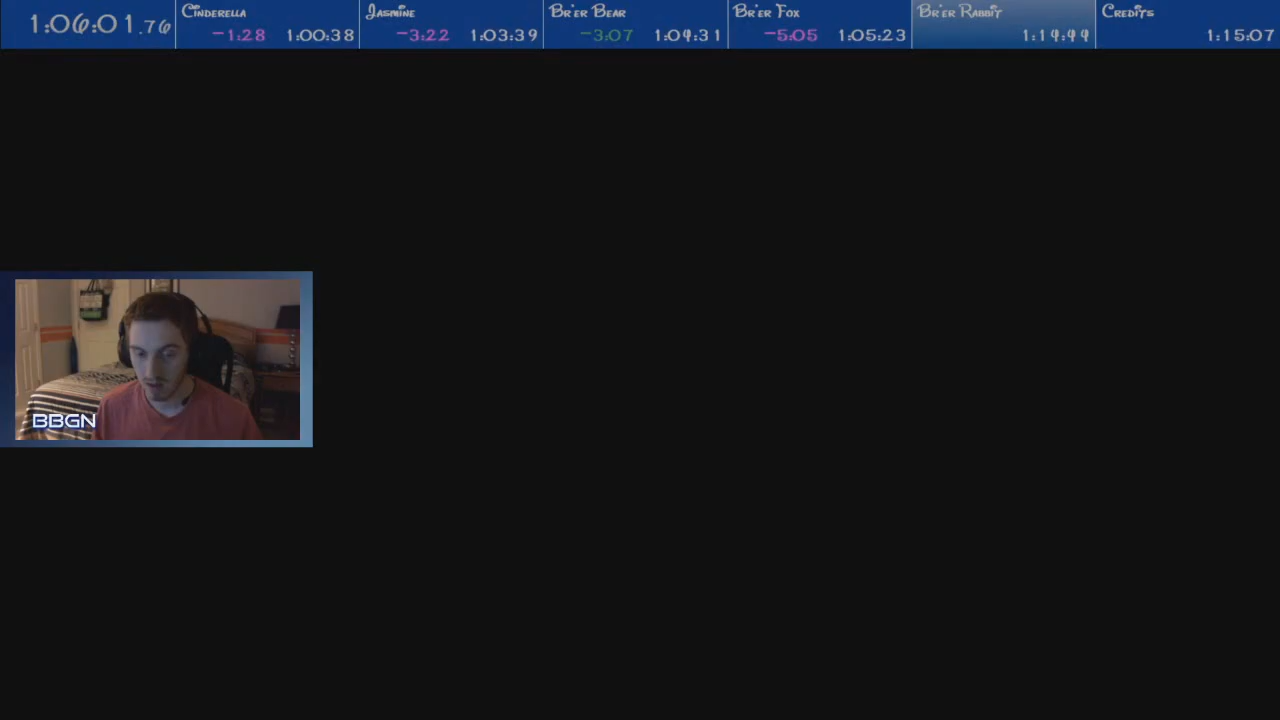 1:06:01.76
Cinderella
-1:28 1:00:38
Jasmine
-3:22 1:03:39
Br'er Bear
-3:07 1:04:31
Br'er Fox
-5:05 1:05:23
Br'er Rabbit
1:14:44
Credits
1:15:07
BBGN